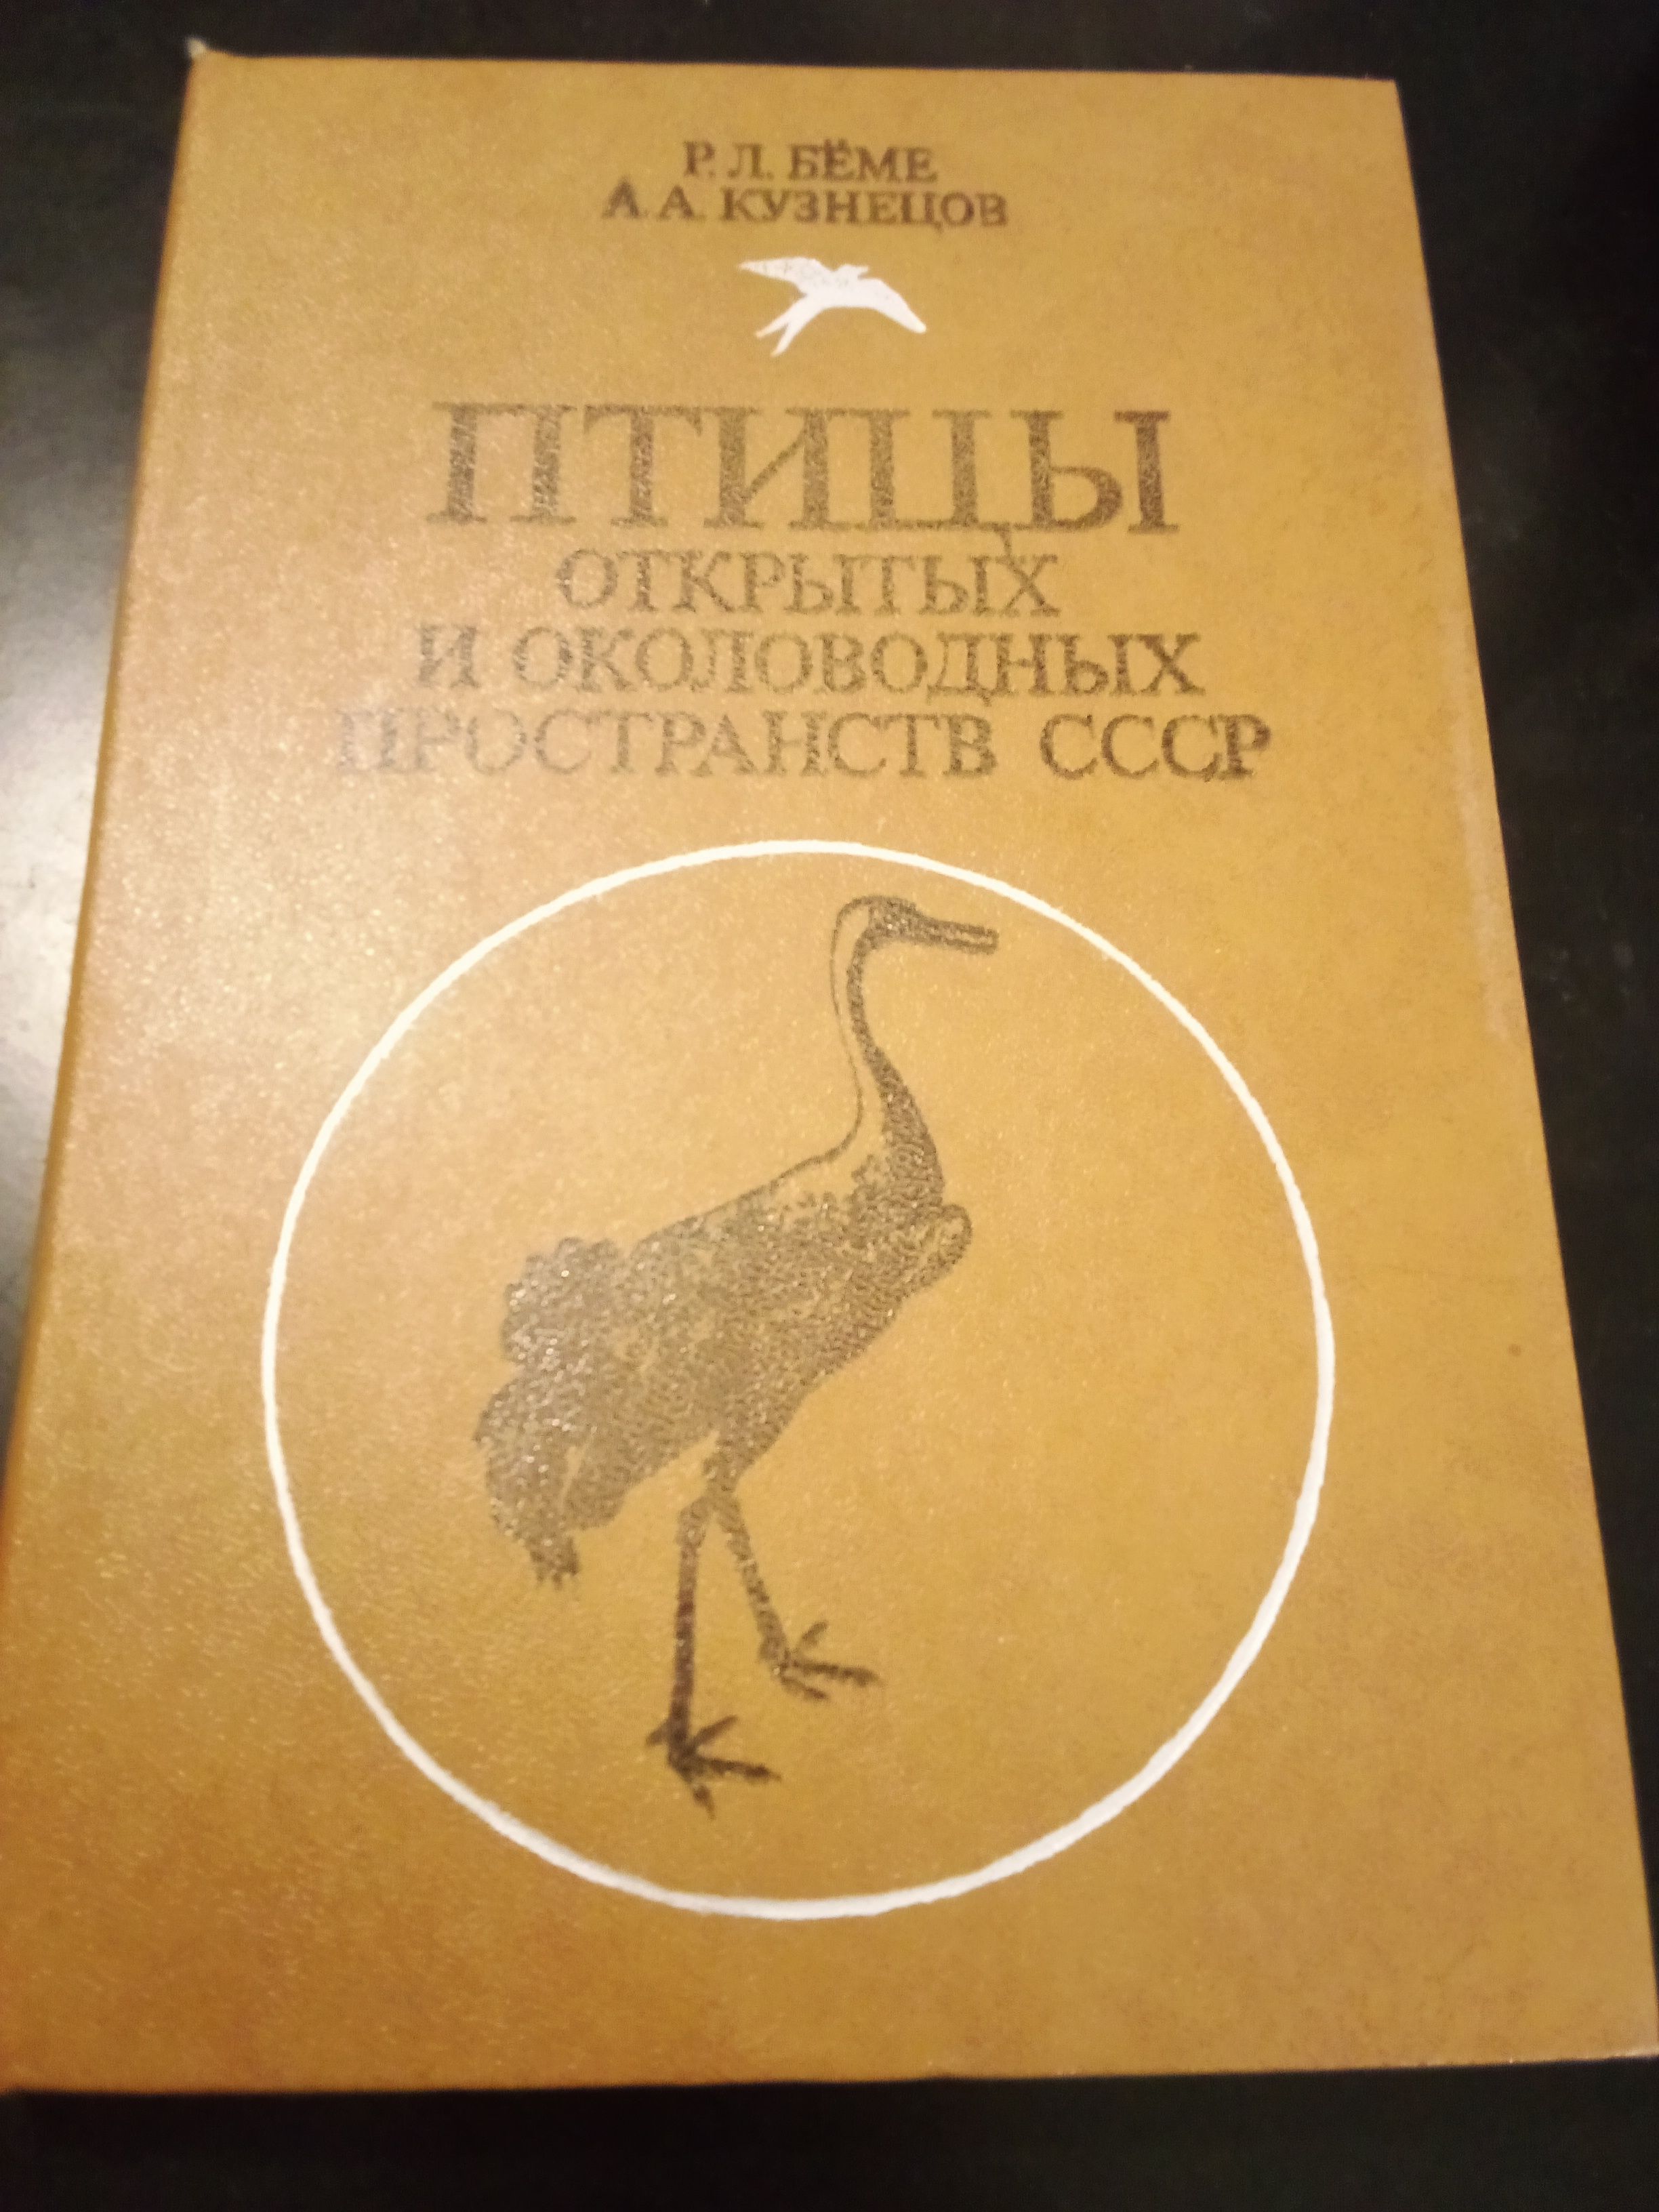 Р. Л. БЁМЕ
А. А. КУЗНЕЦОВ
ПТИЦЫ
ОТКРЫТЫХ
И ОКОЛОВОДНЫХ
ПРОСТРАНСТВ СССР